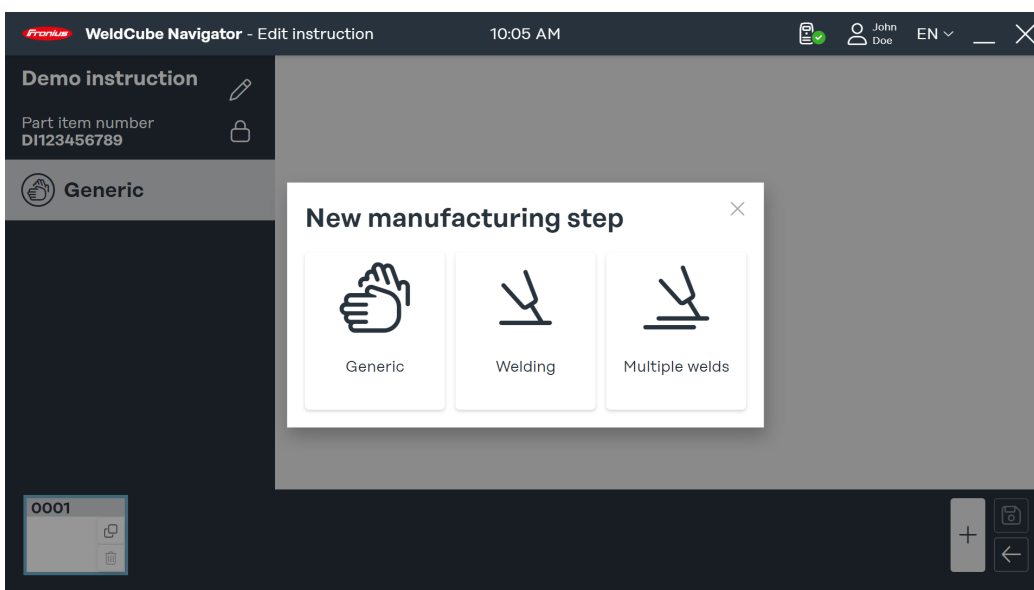 Fronius WeldCube Navigator - Edit instruction 10:05 AM John Doe EN
Demo instruction
Part item number
DI123456789
Generic
New manufacturing step
Generic Welding Multiple welds
0001